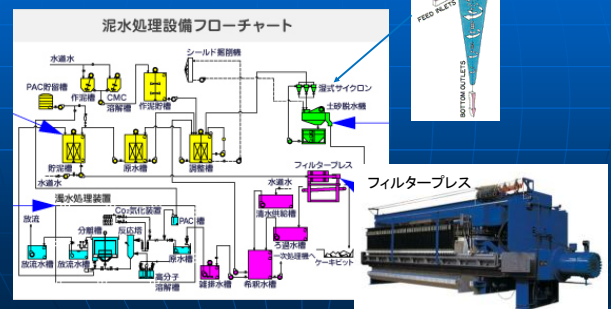 泥水処理設備フローチャート
FEED INLETS
BOTTOM OUTLETS
水道水
シールド掘削機
PAC貯留槽
作泥槽
CMC
溶解槽
作泥貯槽
湿式サイクロン
土砂脱水機
貯泥槽
原水槽
調整槽
フィルタープレス
水道水
水道水
清水供給槽
濁水処理装置
Co2気化装置
PAC槽
放流
分離槽
反応塔
原水槽
ろ過水槽
一次処理機へ
放流水槽
放流水槽
高分子
溶解槽
雑排水槽
希釈水槽
ケーキピット
フィルタープレス